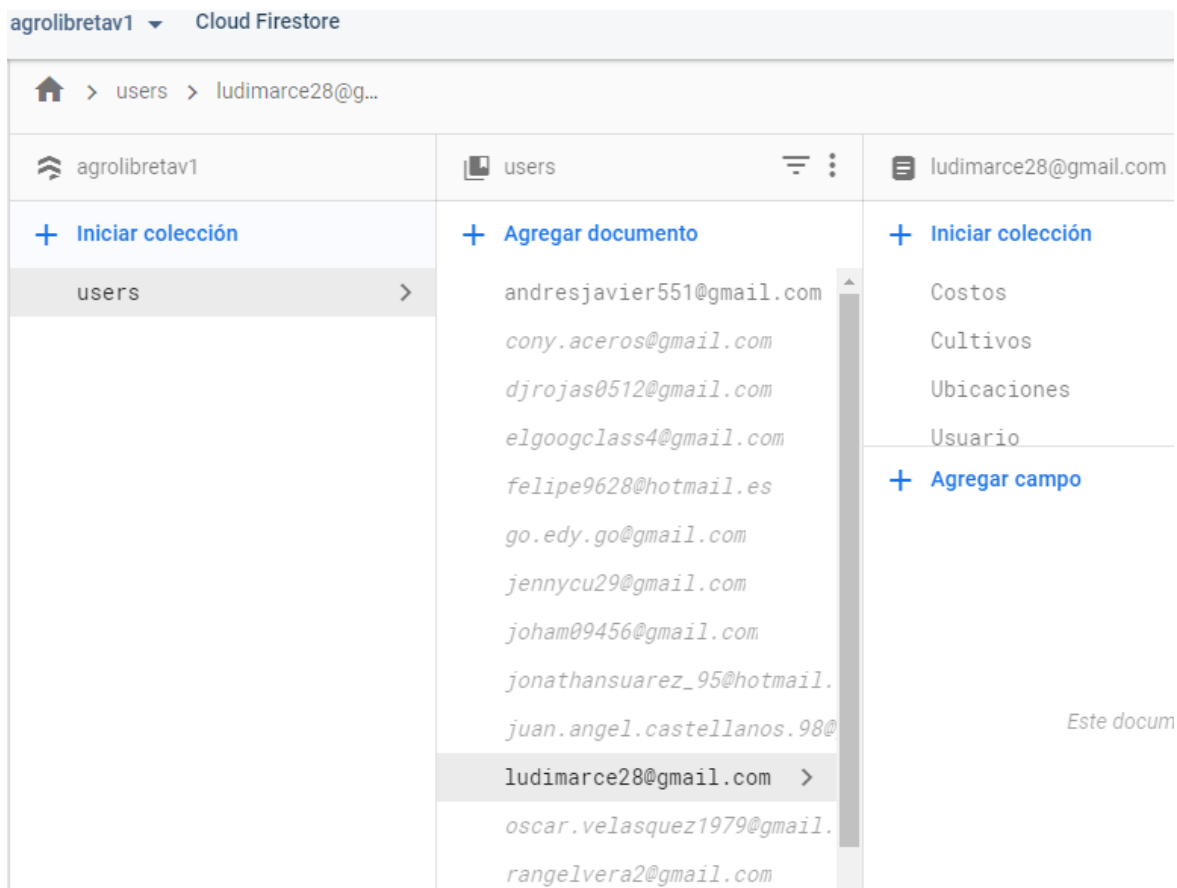 agrolibretav1 Cloud Firestore
users ludimarce28@g...
agrolibretav1
Iniciar colección
users
users
Agregar documento
andresjavier551@gmail.com
cony.aceros@gmail.com
djrojas0512@gmail.com
elgoogclass4@gmail.com
felipe9628@hotmail.es
go.edy.go@gmail.com
jennycu29@gmail.com
joham09456@gmail.com
jonathansuarez_95@hotmail.
juan.angel.castellanos.98@
ludimarce28@gmail.com
oscar.velasquez1979@gmail.
rangelvera2@gmail.com
ludimarce28@gmail.com
Iniciar colección
Costos
Cultivos
Ubicaciones
Usuario
Agregar campo
Este docum